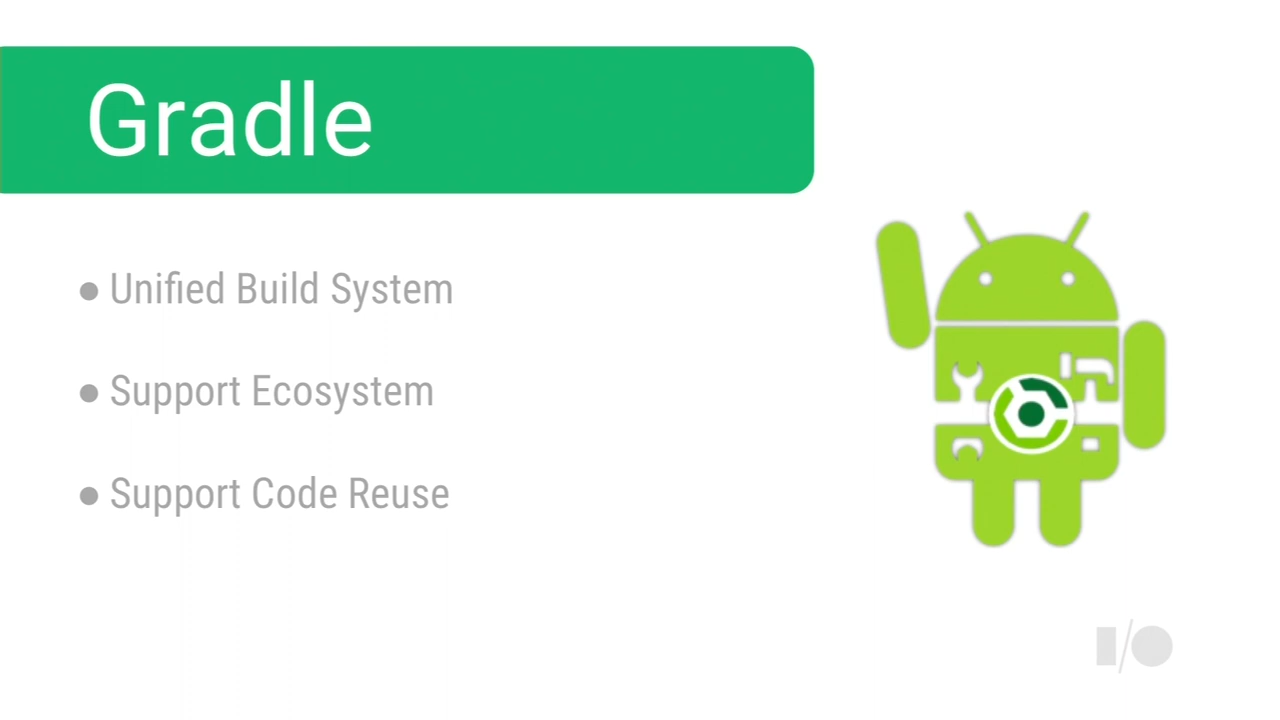 Gradle
● Unified Build System
● Support Ecosystem
● Support Code Reuse
I/O